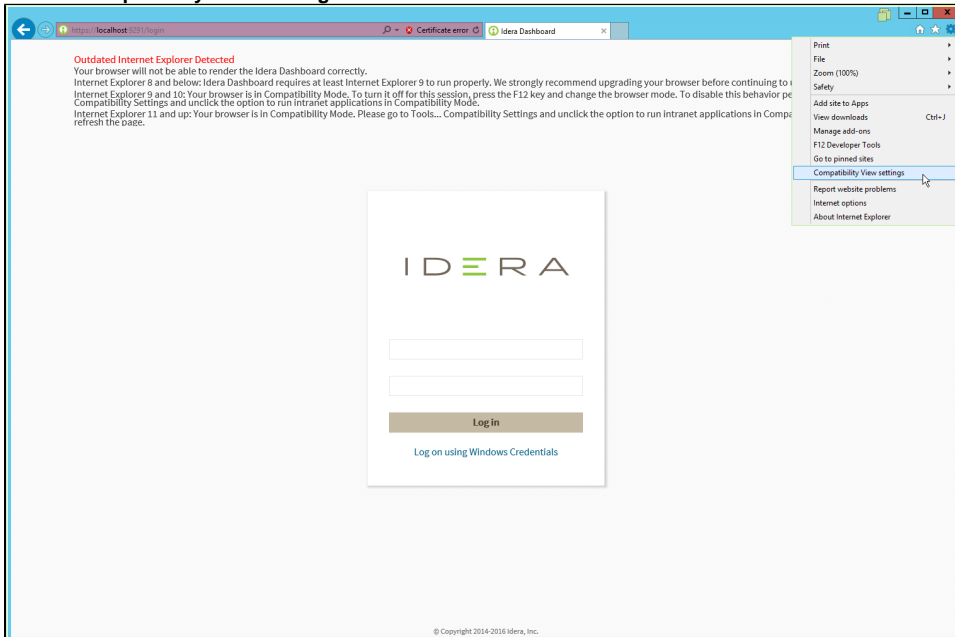 https://localhost:9291/login
Certificate error
Idera Dashboard
Outdated Internet Explorer Detected
Your browser will not be able to render the Idera Dashboard correctly.
Internet Explorer 8 and below: Idera Dashboard requires at least Internet Explorer 9 to run properly. We strongly recommend upgrading your browser before continuing to
Internet Explorer 9 and 10: Your browser is in Compatibility Mode. To turn it off for this session, press the F12 key and change the browser mode. To disable this behavior pe
Compatibility Settings and unclick the option to run intranet applications in Compatibility Mode.
Internet Explorer 11 and up: Your browser is in Compatibility Mode. Please go to Tools... Compatibility Settings and unclick the option to run intranet applications in Compa
refresh the page.
Print
File
Zoom (100%)
Safety
Add site to Apps
View downloads Ctrl+J
Manage add-ons
F12 Developer Tools
Go to pinned sites
Compatibility View settings
Report website problems
Internet options
About Internet Explorer
IDERA
Log in
Log on using Windows Credentials
© Copyright 2014-2016 Idera, Inc.